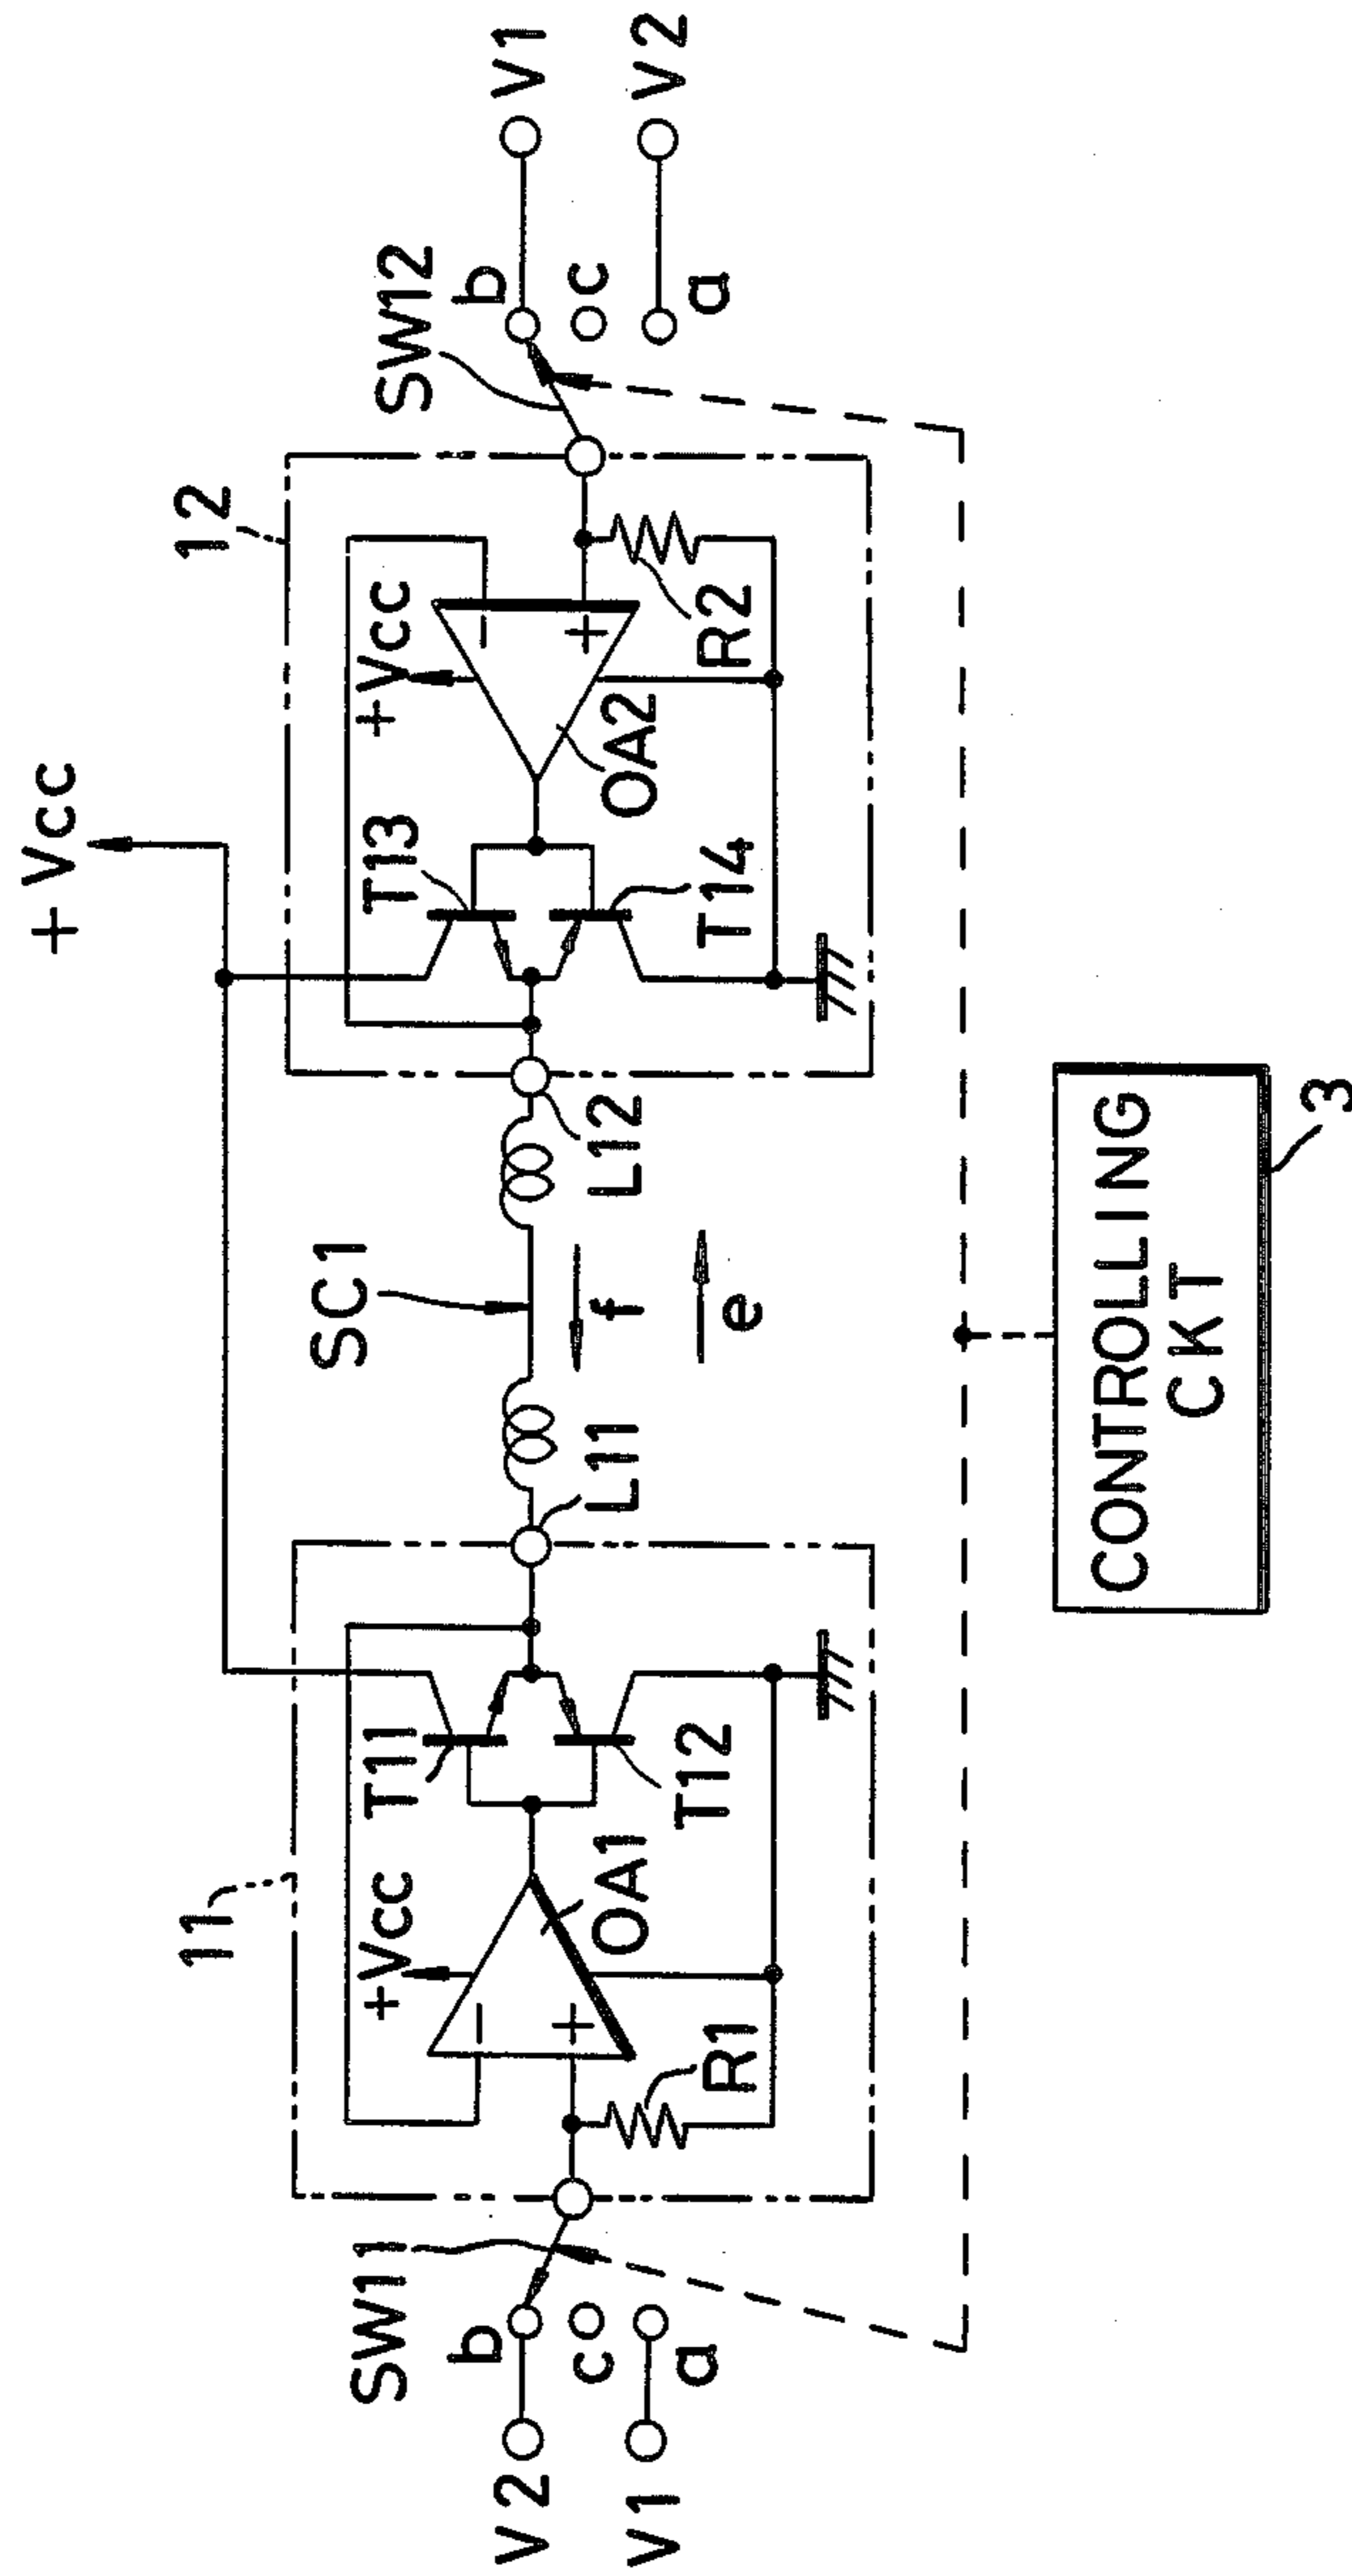 + Vcc
11
12
SW11
T11
SC1
T13
SW12
+Vcc
+Vcc
b
b
V2
V1
−
−
c
+
+
c
OA1
L11
f
L12
OA2
V1
a
R1
T12
e
T14
R2
a
V2
CONTROLLING
CKT
3